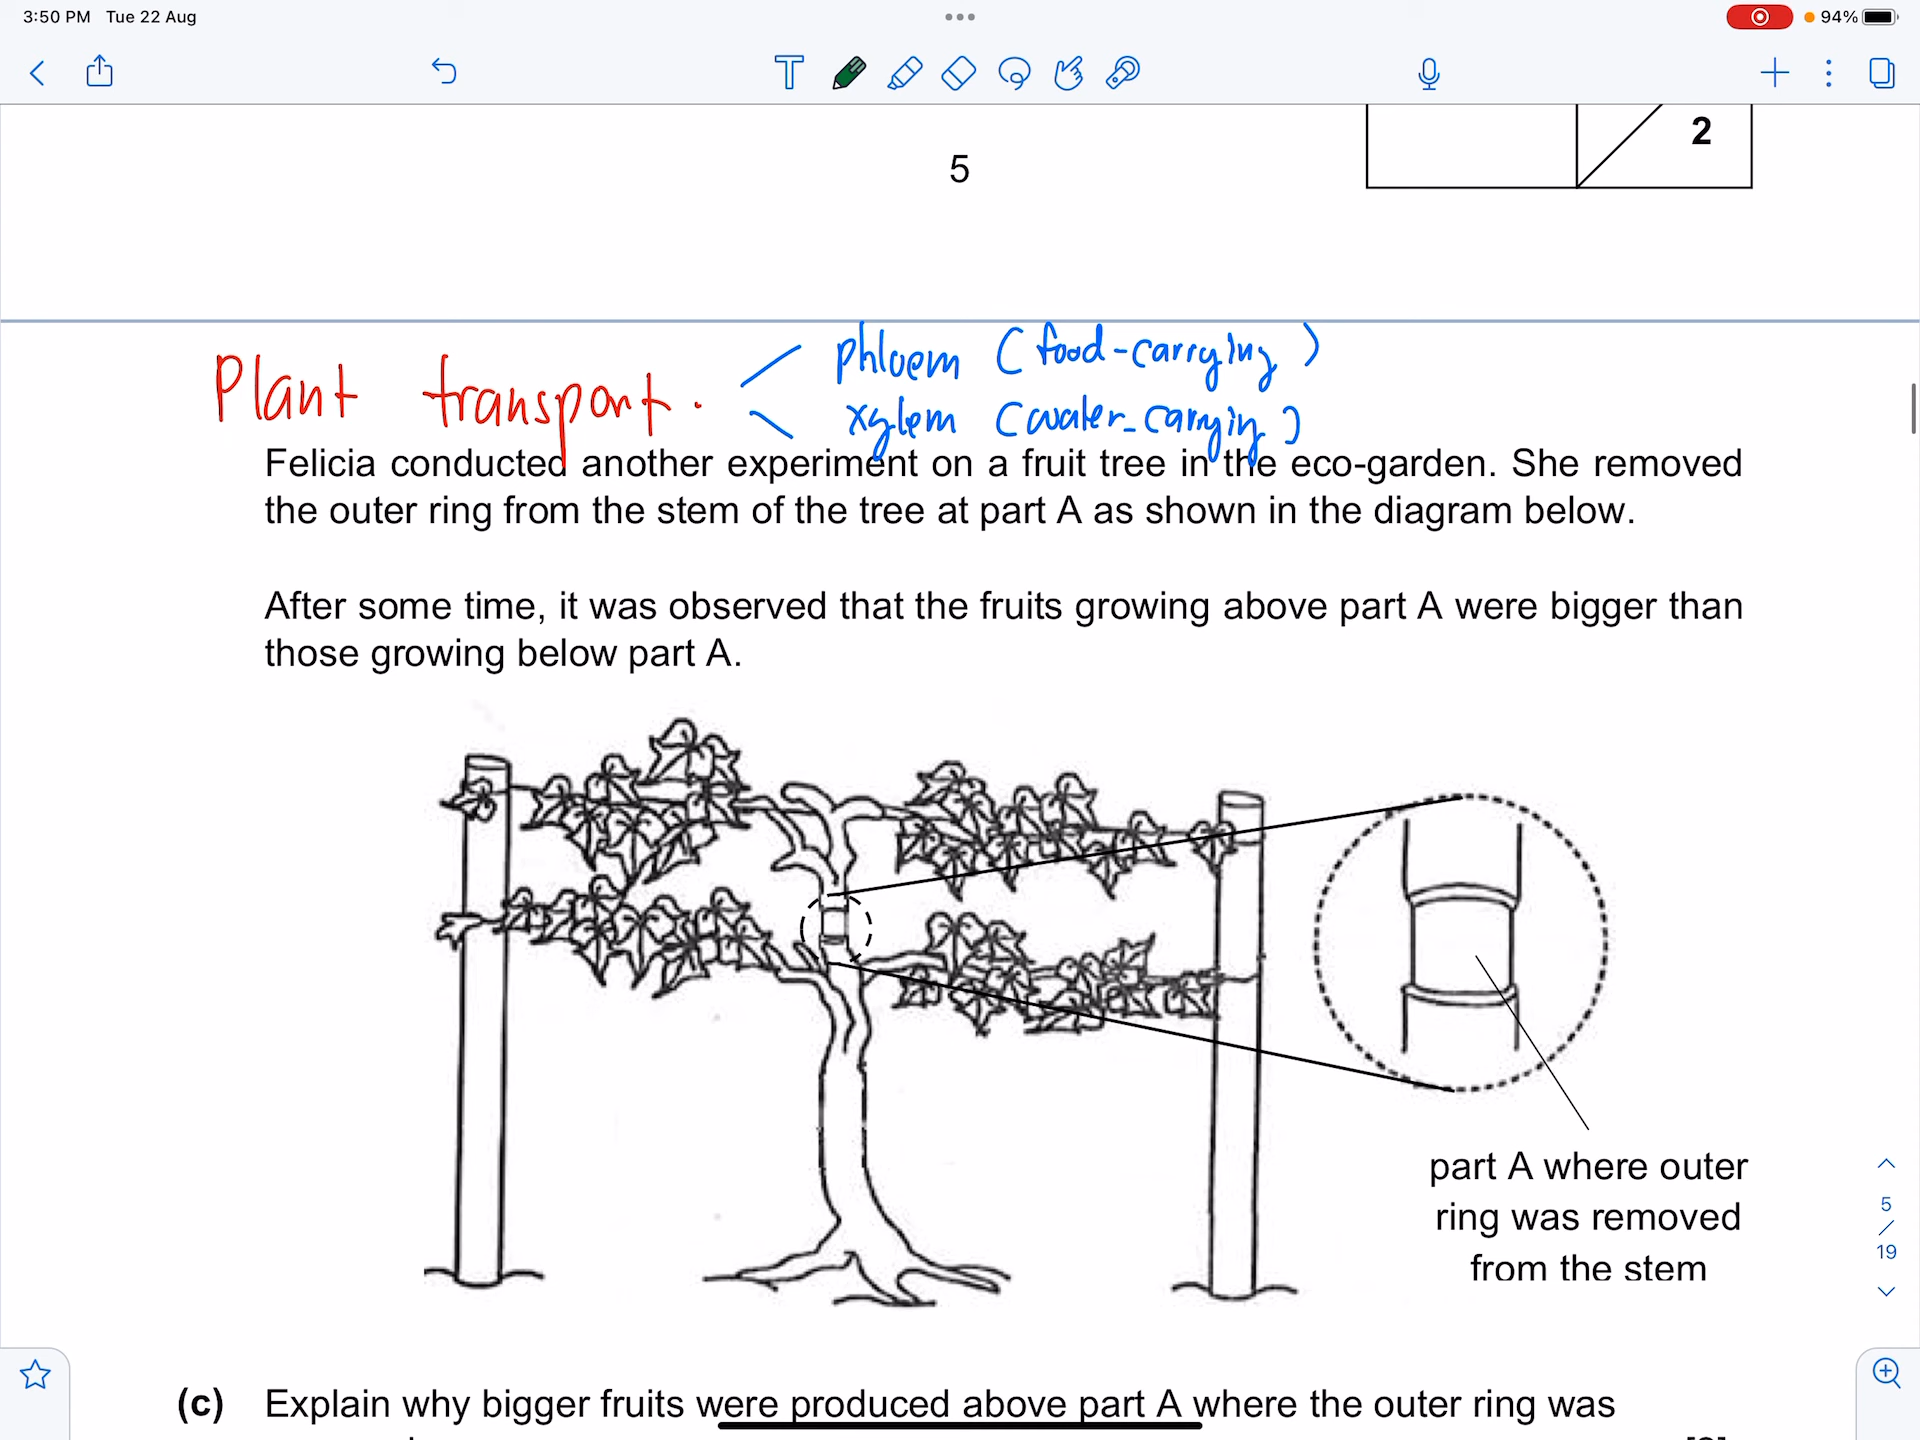 3:50 PM Tue 22 Aug
94%
2
5
Plant transport.
phloem (food-carrying)
xylem (water-carrying)
Felicia conducted another experiment on a fruit tree in the eco-garden. She removed
the outer ring from the stem of the tree at part A as shown in the diagram below.
After some time, it was observed that the fruits growing above part A were bigger than
those growing below part A.
part A where outer
ring was removed
from the stem
5
/
19
(c) Explain why bigger fruits were produced above part A where the outer ring was